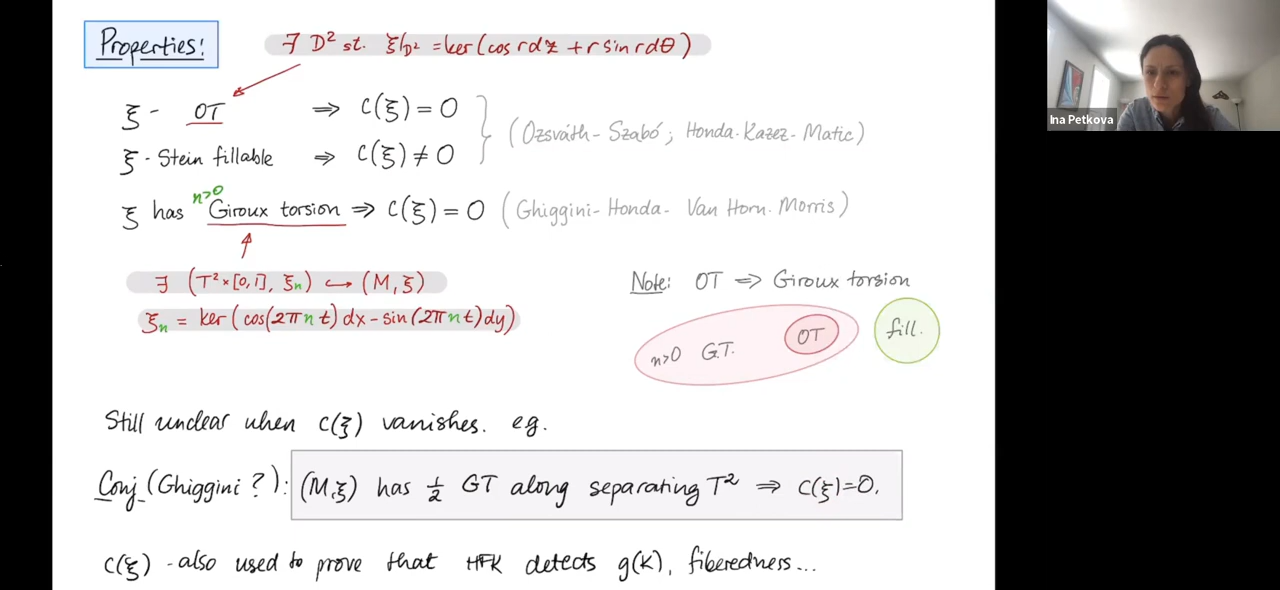 Properties:
∃ D² st. ξ|D² = ker(cos r dz + r sin r dθ)
ξ - OT ⇒ c(ξ) = 0
ξ - Stein fillable ⇒ c(ξ) ≠ 0
(Ozsváth-Szabó; Honda-Kazez-Matic)
ξ has n>0 Giroux torsion ⇒ c(ξ) = 0 (Ghiggini-Honda-Van Horn-Morris)
∃ (T² × [0,1], ξn) ↪ (M, ξ)
ξn = ker(cos(2πnt)dx - sin(2πnt)dy)
Note: OT ⇒ Giroux torsion
n>0 G.T. OT fill.
Still unclear when c(ξ) vanishes. eg.
Conj (Ghiggini?): (M,ξ) has ½ GT along separating T² ⇒ c(ξ)=0.
c(ξ) - also used to prove that HFK detects g(K), fiberedness...
Ina Petkova